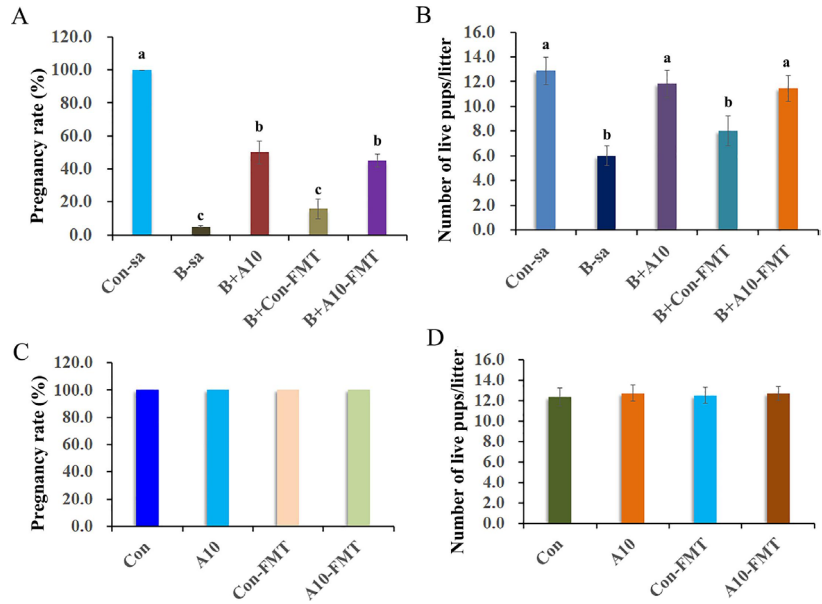 A
Pregnancy rate (%)
120.0
100.0
80.0
60.0
40.0
20.0
0.0
a
c
b
c
b
Con-sa
B-sa
B+A10
B+Con-FMT
B+A10-FMT
B
Number of live pups/litter
16.0
14.0
12.0
10.0
8.0
6.0
4.0
2.0
0.0
a
b
a
b
a
Con-sa
B-sa
B+A10
B+Con-FMT
B+A10-FMT
C
Pregnancy rate (%)
120.0
100.0
80.0
60.0
40.0
20.0
0.0
Con
A10
Con-FMT
A10-FMT
D
Number of live pups/litter
16.0
14.0
12.0
10.0
8.0
6.0
4.0
2.0
0.0
Con
A10
Con-FMT
A10-FMT